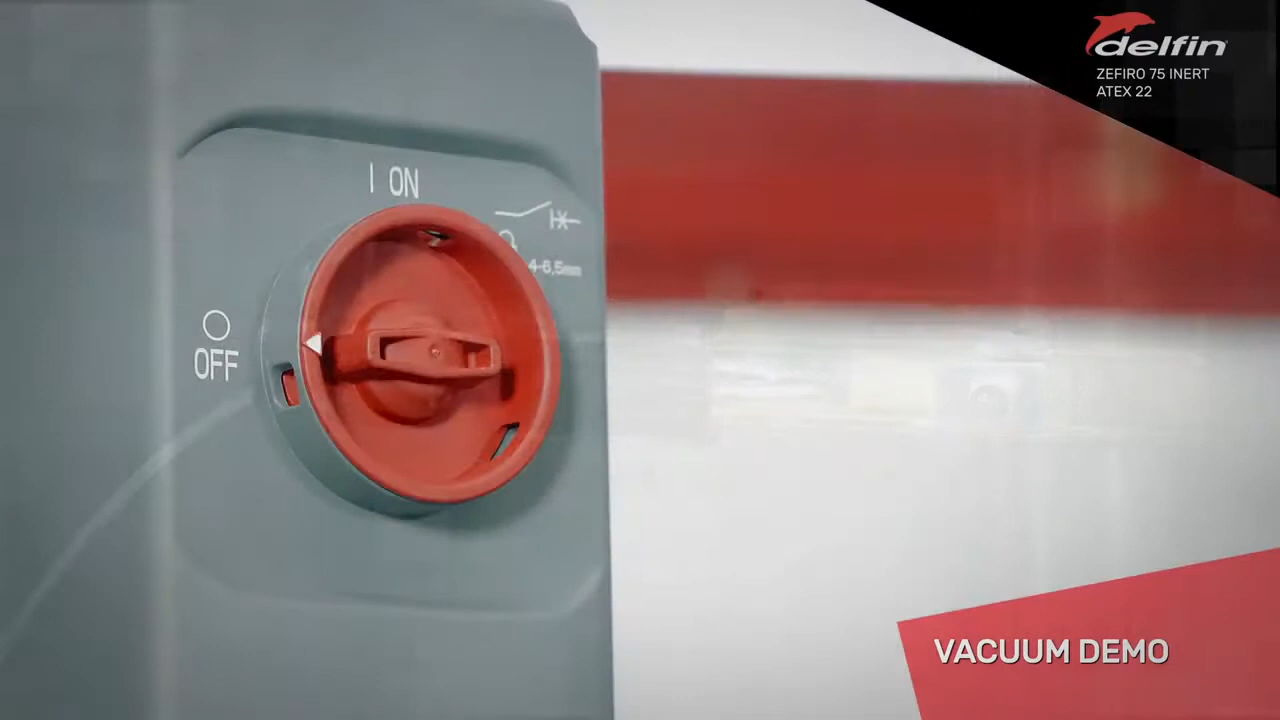 delfin
ZEFIRO 75 INERT
ATEX 22
I ON
4-6,5mm
O
OFF
VACUUM DEMO